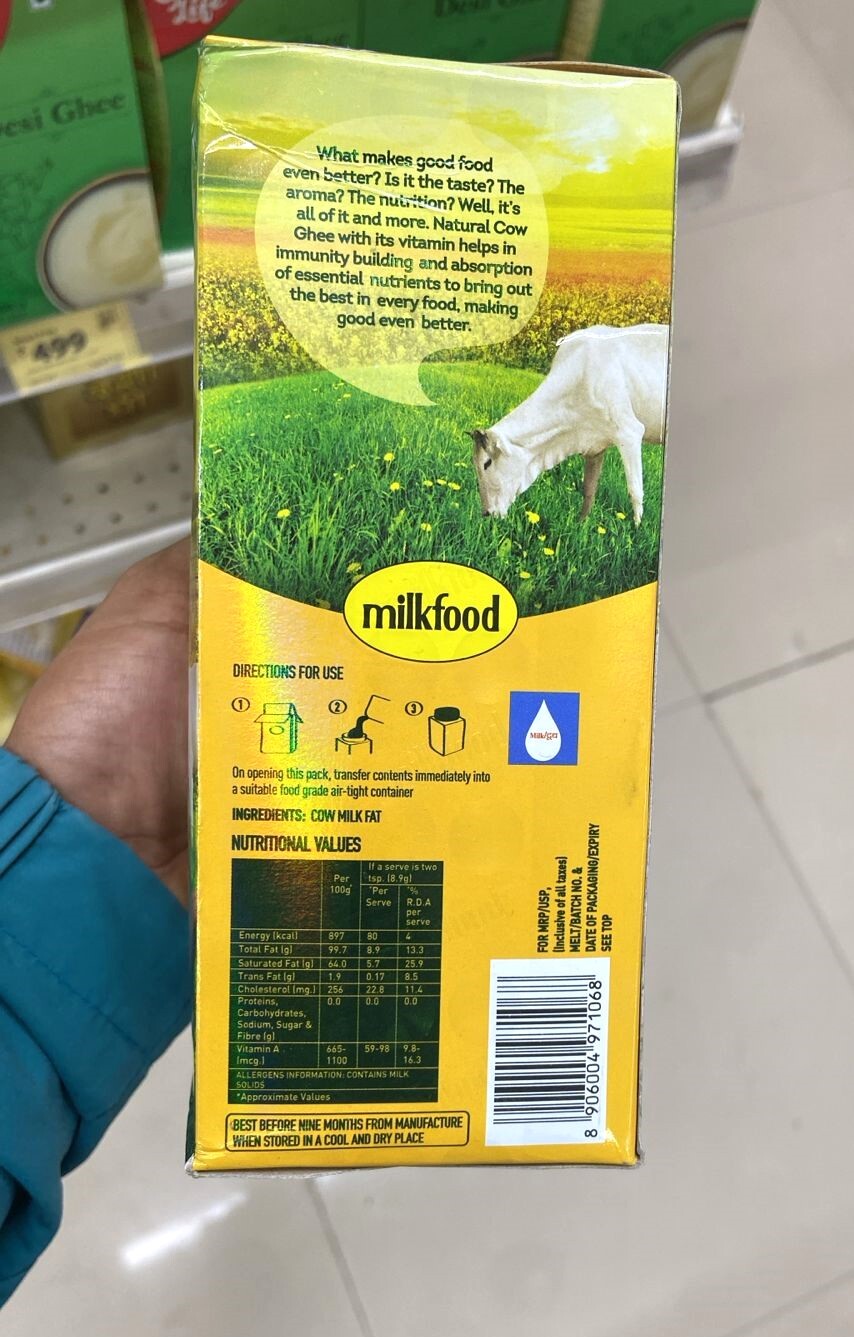 esi Ghee
499
What makes good food
even better? Is it the taste? The
aroma? The nutrition? Well, it's
all of it and more. Natural Cow
Ghee with its vitamin helps in
immunity building and absorption
of essential nutrients to bring out
the best in every food, making
good even better.
milkfood
DIRECTIONS FOR USE
1 2 3
On opening this pack, transfer contents immediately into
a suitable food grade air-tight container
INGREDIENTS: COW MILK FAT
NUTRITIONAL VALUES
Per 100g If a serve is two tsp. (8.9g)
*Per Serve *% R.D.A per serve
Energy (kcal) 897 80 4
Total Fat (g) 99.7 8.9 13.3
Saturated Fat (g) 64.0 5.7 25.9
Trans Fat (g) 1.9 0.17 8.5
Cholesterol (mg.) 256 22.8 11.4
Proteins, 0.0 0.0 0.0
Carbohydrates,
Sodium, Sugar &
Fibre (g)
Vitamin A 665- 59-98 9.8-
(mcg.) 1100 16.3
ALLERGENS INFORMATION: CONTAINS MILK
SOLIDS
*Approximate Values
BEST BEFORE NINE MONTHS FROM MANUFACTURE
WHEN STORED IN A COOL AND DRY PLACE
FOR MRP/USP,
(Inclusive of all taxes)
MELT/BATCH NO. &
DATE OF PACKAGING/EXPIRY
SEE TOP
8 906004 971068